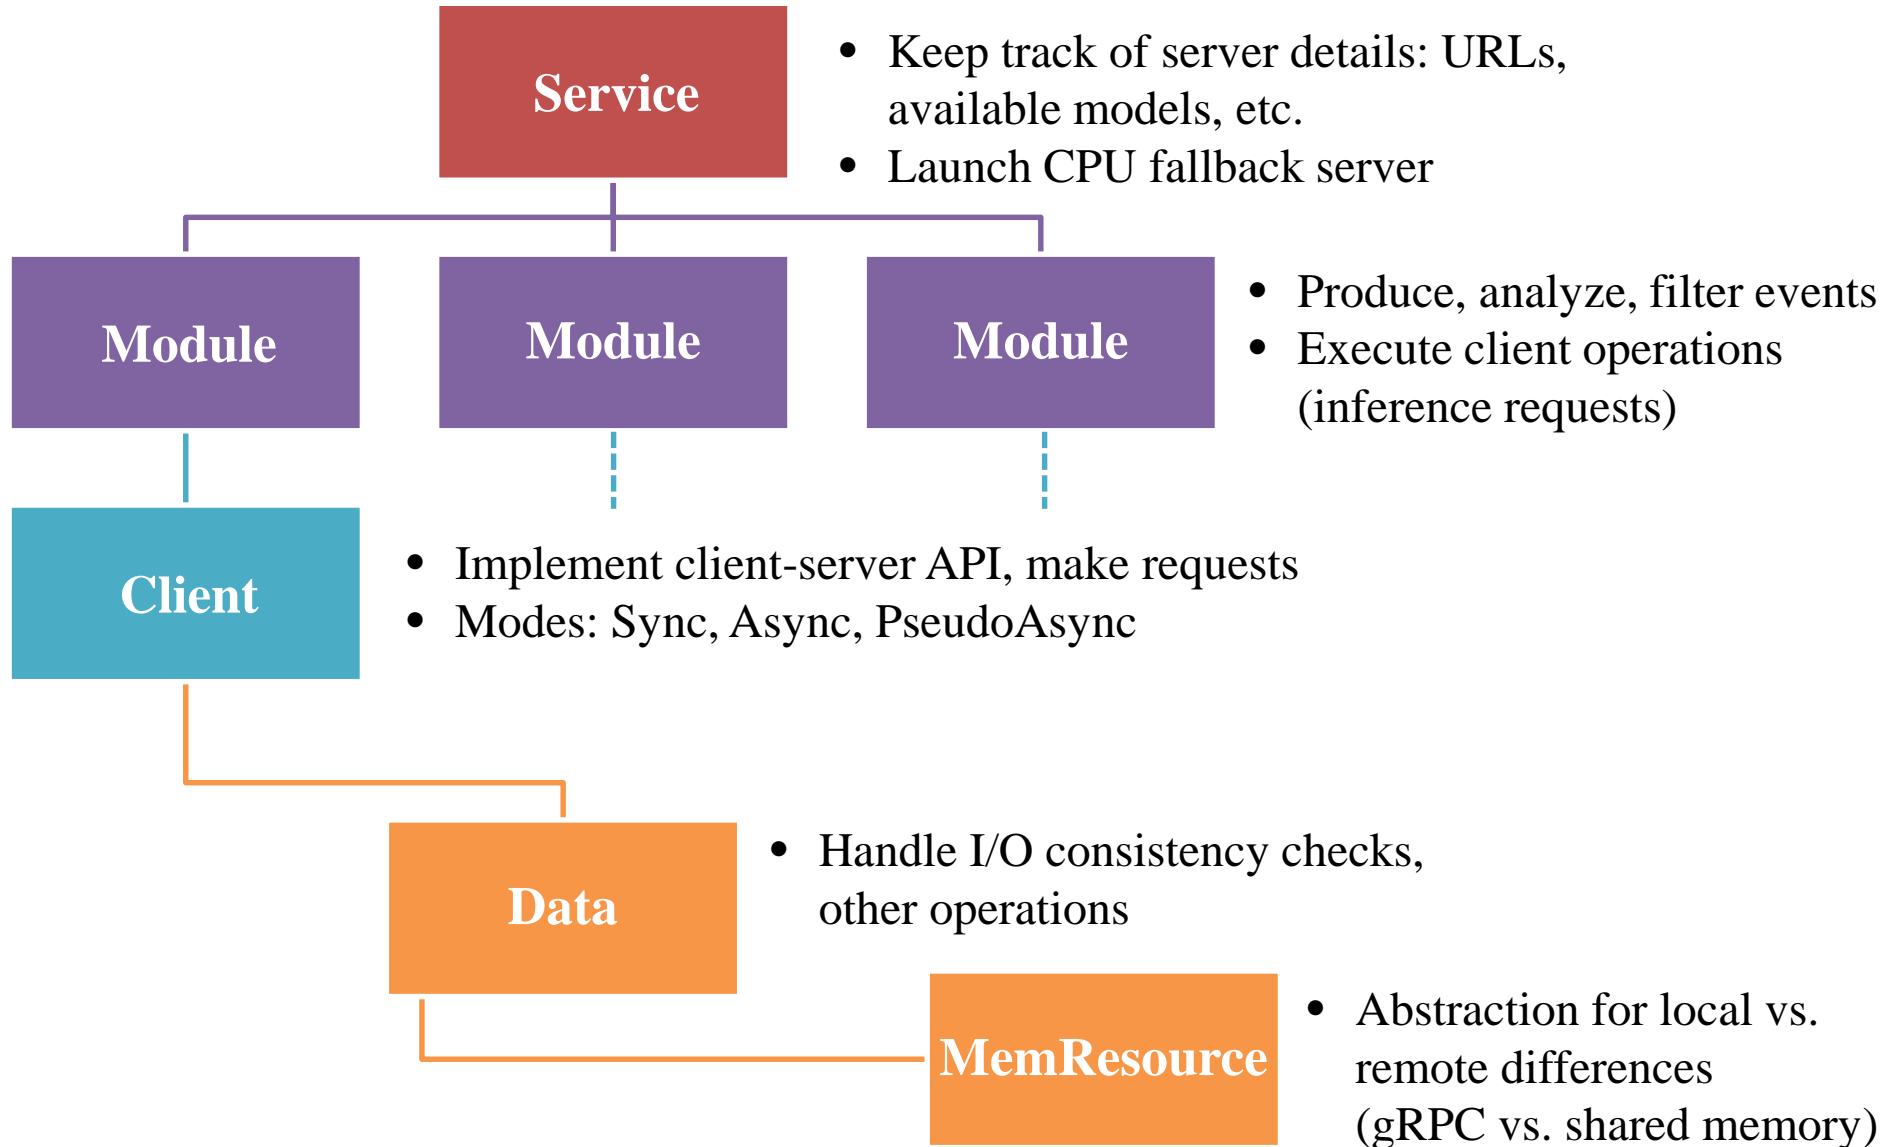 Service
• Keep track of server details: URLs,
available models, etc.
• Launch CPU fallback server
Module
Module
Module
• Produce, analyze, filter events
• Execute client operations
(inference requests)
Client
• Implement client-server API, make requests
• Modes: Sync, Async, PseudoAsync
Data
• Handle I/O consistency checks,
other operations
MemResource
• Abstraction for local vs.
remote differences
(gRPC vs. shared memory)